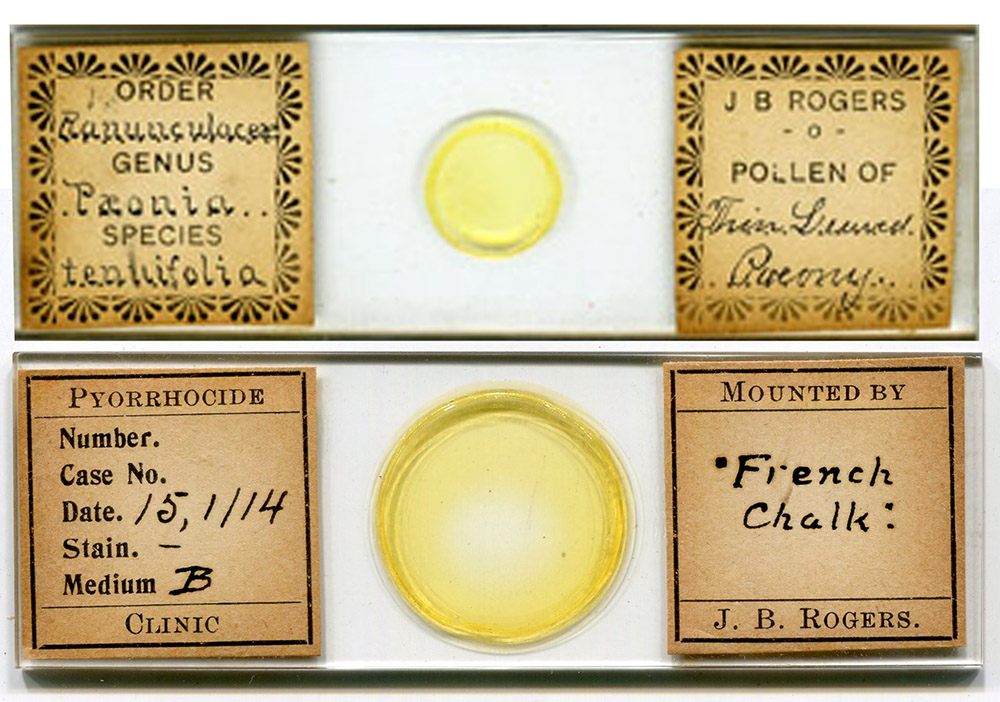 ORDER
Ranunculaceæ
GENUS
Pæonia..
SPECIES
tenuifolia
J B ROGERS
-o-
POLLEN OF
Leaved.
Paeony..
PYORRHOCIDE
Number.
Case No.
Date. 15, 1/14
Stain. —
Medium B
CLINIC
MOUNTED BY
"French
Chalk"
J. B. ROGERS.